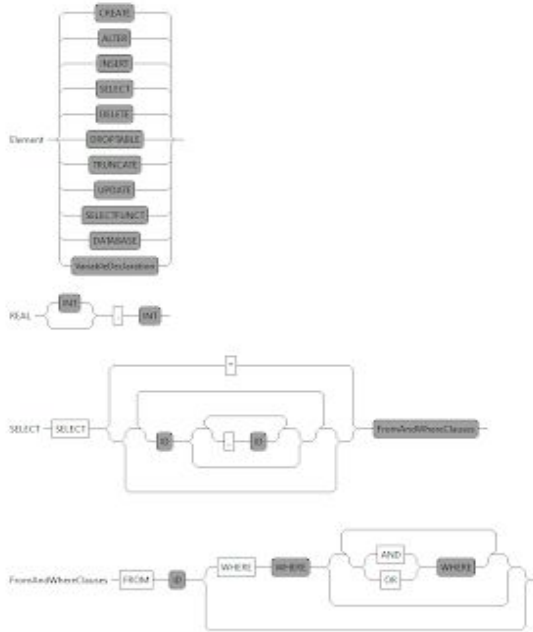 CREATE
ALTER
INSERT
SELECT
DELETE
Element DROPTABLE
TRUNCATE
UPDATE
SELECTFUNCT
DATABASE
VariableDeclaration
INT
REAL . INT
SELECT SELECT FromAndWhereClauses
ID ID
WHERE WHERE AND
OR WHERE
FromAndWhereClauses FROM ID